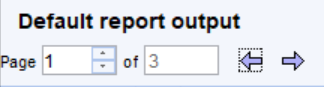 Default report output
Page 1 of 3